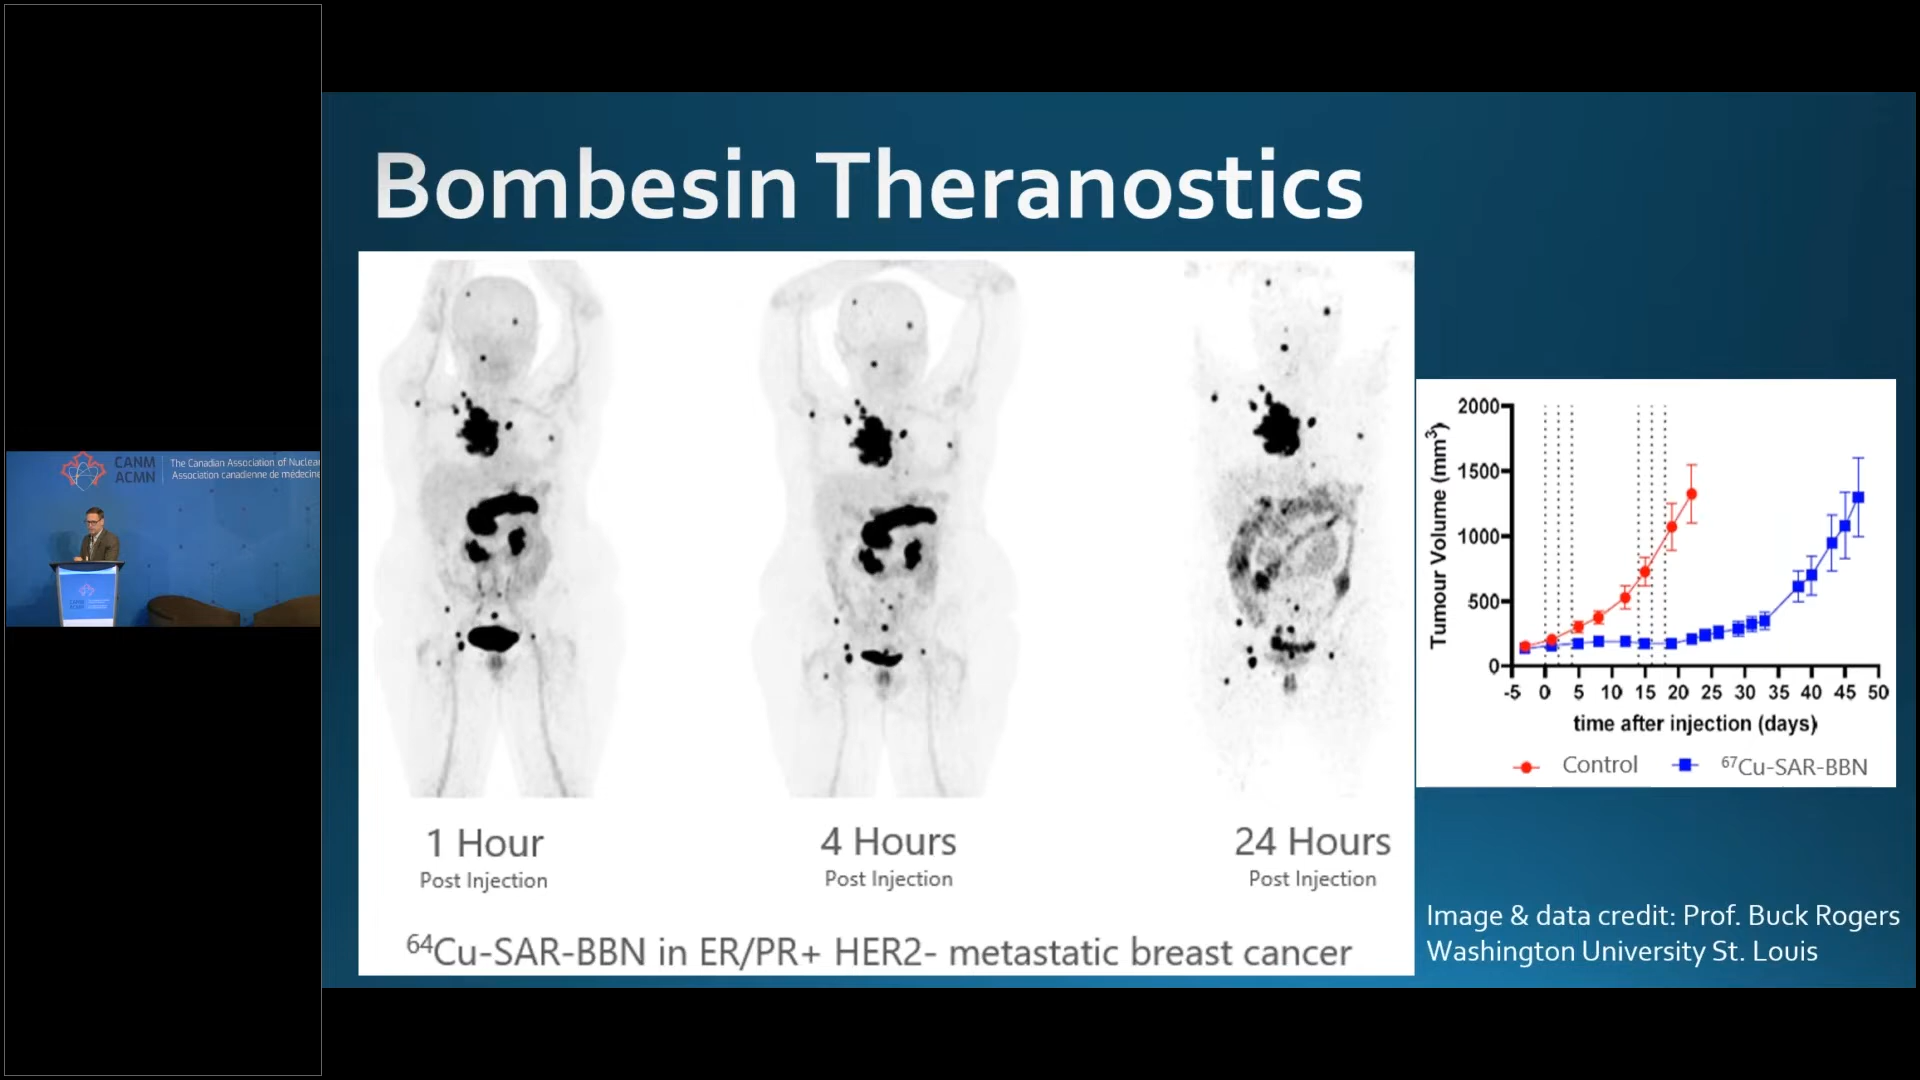 CANM
ACMN
The Canadian Association of Nuclear
Association canadienne de médecine
Bombesin Theranostics
1 Hour
Post Injection
4 Hours
Post Injection
24 Hours
Post Injection
⁶⁴Cu-SAR-BBN in ER/PR+ HER2- metastatic breast cancer
Tumour Volume (mm³)
2000
1500
1000
500
0
-5 0 5 10 15 20 25 30 35 40 45 50
time after injection (days)
Control ⁶⁷Cu-SAR-BBN
Image & data credit: Prof. Buck Rogers
Washington University St. Louis